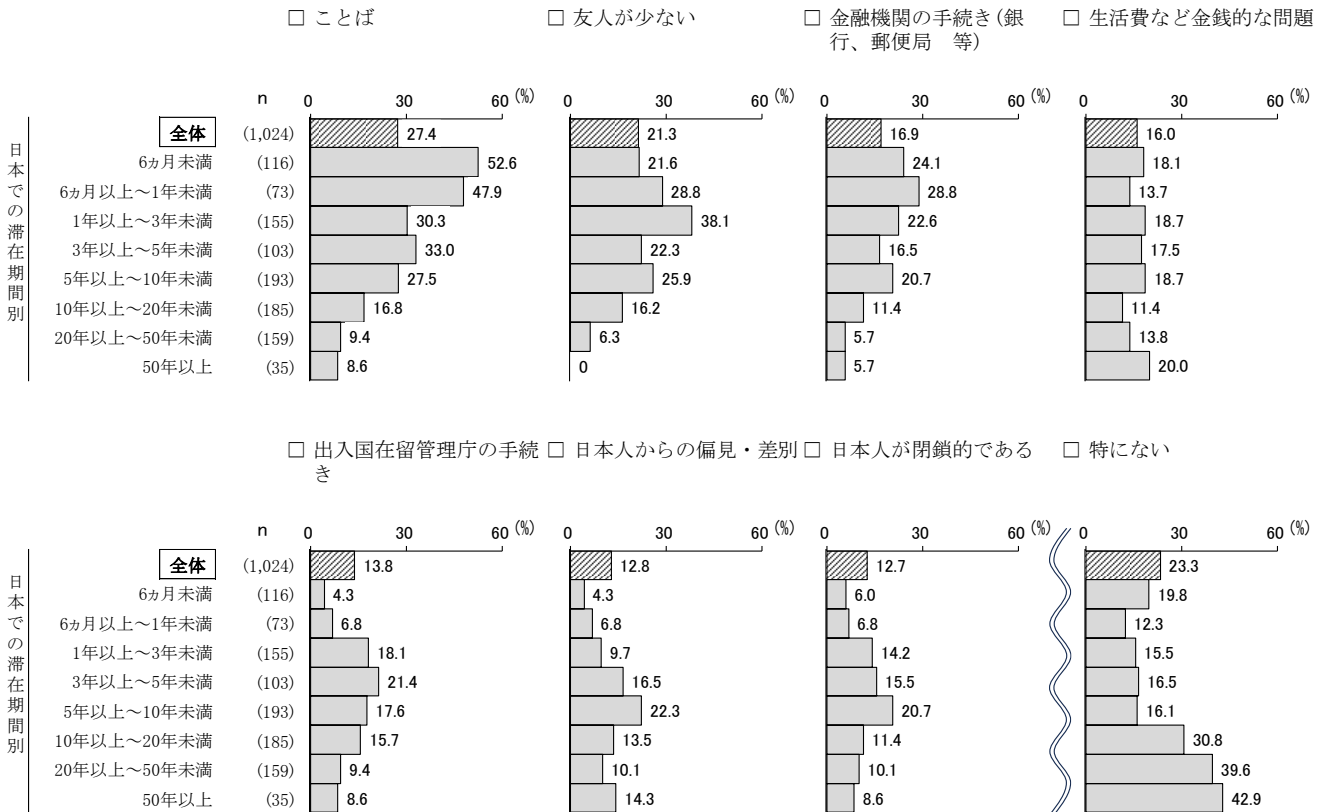 □ ことば □ 友人が少ない □ 金融機関の手続き(銀 □ 生活費など金銭的な問題
行、郵便局　等)
n 0 30 60 (%) 0 30 60 (%) 0 30 60 (%) 0 30 60 (%)
日本での滞在期間別
全体 (1,024) 27.4 21.3 16.9 16.0
6ヵ月未満 (116) 52.6 21.6 24.1 18.1
6ヵ月以上～1年未満 (73) 47.9 28.8 28.8 13.7
1年以上～3年未満 (155) 30.3 38.1 22.6 18.7
3年以上～5年未満 (103) 33.0 22.3 16.5 17.5
5年以上～10年未満 (193) 27.5 25.9 20.7 18.7
10年以上～20年未満 (185) 16.8 16.2 11.4 11.4
20年以上～50年未満 (159) 9.4 6.3 5.7 13.8
50年以上 (35) 8.6 0 5.7 20.0
□ 出入国在留管理庁の手続 □ 日本人からの偏見・差別 □ 日本人が閉鎖的である □ 特にない
き
n 0 30 60 (%) 0 30 60 (%) 0 30 60 (%) 0 30 60 (%)
日本での滞在期間別
全体 (1,024) 13.8 12.8 12.7 23.3
6ヵ月未満 (116) 4.3 4.3 6.0 19.8
6ヵ月以上～1年未満 (73) 6.8 6.8 6.8 12.3
1年以上～3年未満 (155) 18.1 9.7 14.2 15.5
3年以上～5年未満 (103) 21.4 16.5 15.5 16.5
5年以上～10年未満 (193) 17.6 22.3 20.7 16.1
10年以上～20年未満 (185) 15.7 13.5 11.4 30.8
20年以上～50年未満 (159) 9.4 10.1 10.1 39.6
50年以上 (35) 8.6 14.3 8.6 42.9